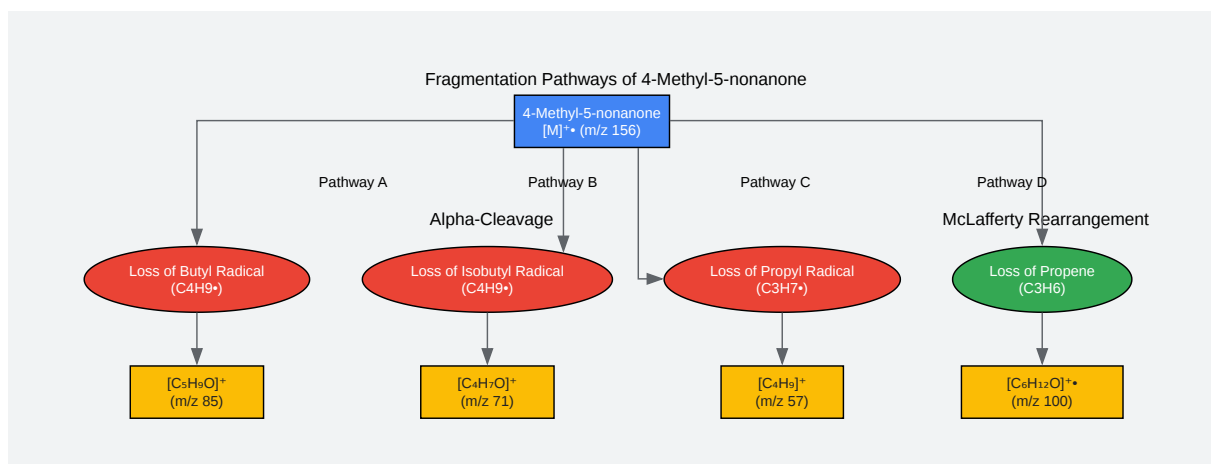 Fragmentation Pathways of 4-Methyl-5-nonanone
4-Methyl-5-nonanone
[M]⁺• (m/z 156)
Pathway A
Pathway B
Pathway C
Pathway D
Alpha-Cleavage
McLafferty Rearrangement
Loss of Butyl Radical
(C4H9•)
Loss of Isobutyl Radical
(C4H9•)
Loss of Propyl Radical
(C3H7•)
Loss of Propene
(C3H6)
[C₅H₉O]⁺
(m/z 85)
[C₄H₇O]⁺
(m/z 71)
[C₄H₉]⁺
(m/z 57)
[C₆H₁₂O]⁺•
(m/z 100)